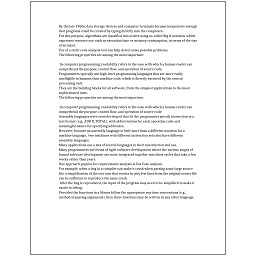 By the late 1960s, data storage devices and computer terminals became inexpensive enough
that programs could be created by typing directly into the computers.
For this purpose algorithms are classified into orders using so-called Big O notation which
expresses resource use, such as execution time or memory consumption, in terms of the size
of an input.
Use of a static code analysis tool can help detect some possible problems.
The following properties are among the most important:
In computer programming, readability refers to the ease with which a human reader can
comprehend the purpose, control flow, and operation of source code.
Programmers typically use high-level programming languages that are more easily
intelligible to humans than machine code, which is directly executed by the central
processing unit.
They are the building blocks for all software, from the simplest applications to the most
sophisticated ones.
The following properties are among the most important:
In computer programming, readability refers to the ease with which a human reader can
comprehend the purpose, control flow, and operation of source code.
Assembly languages were soon developed that let the programmer specify instruction in a
text format (e.g., ADD X, TOTAL), with abbreviations for each operation code and
meaningful names for specifying addresses.
However, because an assembly language is little more than a different notation for a
machine language, two machines with different instruction sets also have different
assembly languages.
Many applications use a mix of several languages in their construction and use.
Many programmers use forms of Agile software development where the various stages of
formal software development are more integrated together into short cycles that take a few
weeks rather than years.
One approach popular for requirements analysis is Use Case analysis.
For example, when a bug in a compiler can make it crash when parsing some large source
file, a simplification of the test case that results in only few lines from the original source file
can be sufficient to reproduce the same crash.
After the bug is reproduced, the input of the program may need to be simplified to make it
easier to debug.
Provided the functions in a library follow the appropriate run-time conventions (e.g.,
method of passing arguments), then these functions may be written in any other language.